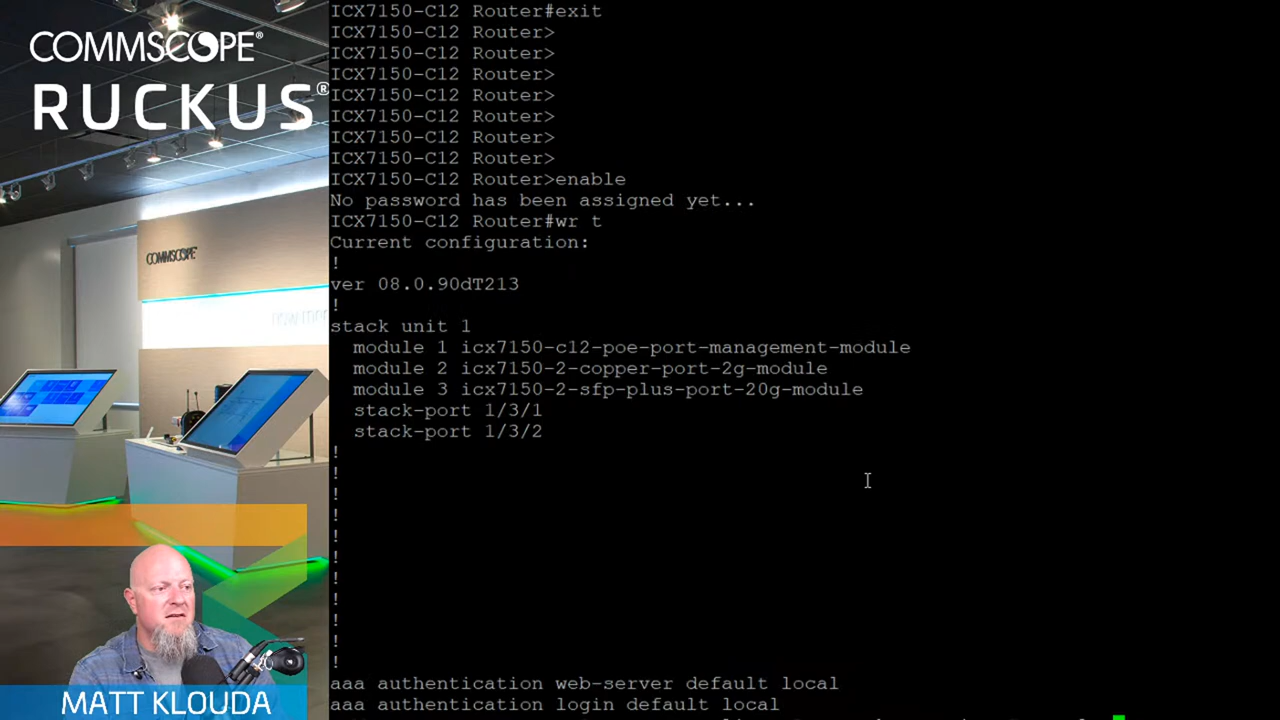 COMMSCOPE®
RUCKUS®
COMMSCOPE
MATT KLOUDA
ICX7150-C12 Router#exit
ICX7150-C12 Router>
ICX7150-C12 Router>
ICX7150-C12 Router>
ICX7150-C12 Router>
ICX7150-C12 Router>
ICX7150-C12 Router>
ICX7150-C12 Router>
ICX7150-C12 Router>enable
No password has been assigned yet...
ICX7150-C12 Router#wr t
Current configuration:
!
ver 08.0.90dT213
!
stack unit 1
module 1 icx7150-c12-poe-port-management-module
module 2 icx7150-2-copper-port-2g-module
module 3 icx7150-2-sfp-plus-port-20g-module
stack-port 1/3/1
stack-port 1/3/2
!
!
!
!
!
!
!
!
!
!
!
aaa authentication web-server default local
aaa authentication login default local